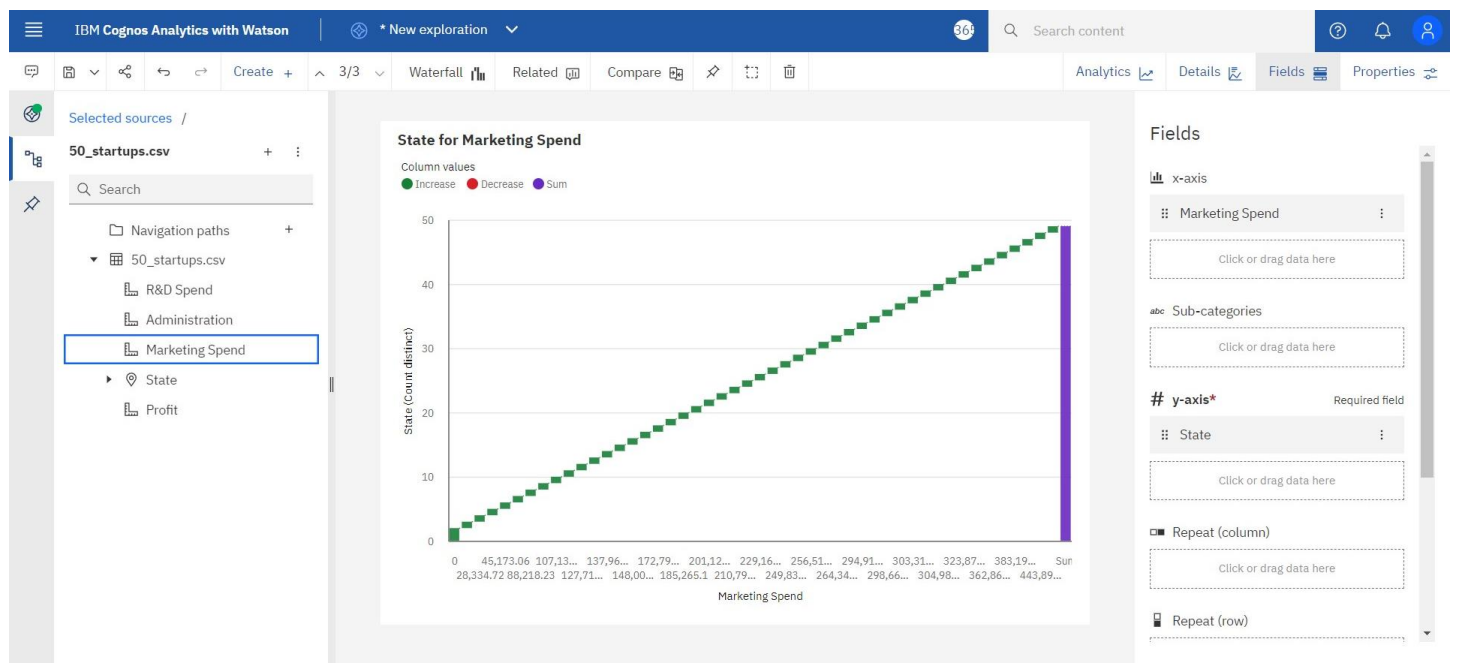 IBM Cognos Analytics with Watson
* New exploration
365
Search content
Create +
3/3
Waterfall
Related
Compare
Analytics
Details
Fields
Properties
Selected sources /
50_startups.csv
Search
Navigation paths
50_startups.csv
R&D Spend
Administration
Marketing Spend
State
Profit
State for Marketing Spend
Column values
Increase Decrease Sum
50
40
30
20
10
0
State (Count distinct)
0 45,173.06 107,13... 137,96... 172,79... 201,12... 229,16... 256,51... 294,91... 303,31... 323,87... 383,19... Sum
28,334.72 88,218.23 127,71... 148,00... 185,265.1 210,79... 249,83... 264,34... 298,66... 304,98... 362,86... 443,89...
Marketing Spend
Fields
x-axis
Marketing Spend
Click or drag data here
abc Sub-categories
Click or drag data here
# y-axis* Required field
State
Click or drag data here
Repeat (column)
Click or drag data here
Repeat (row)